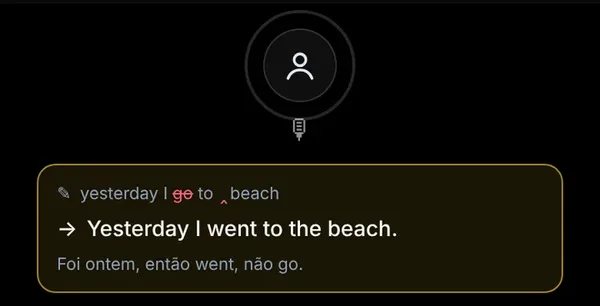 ✎ yesterday I go to ‸beach
→ Yesterday I went to the beach.
Foi ontem, então went, não go.